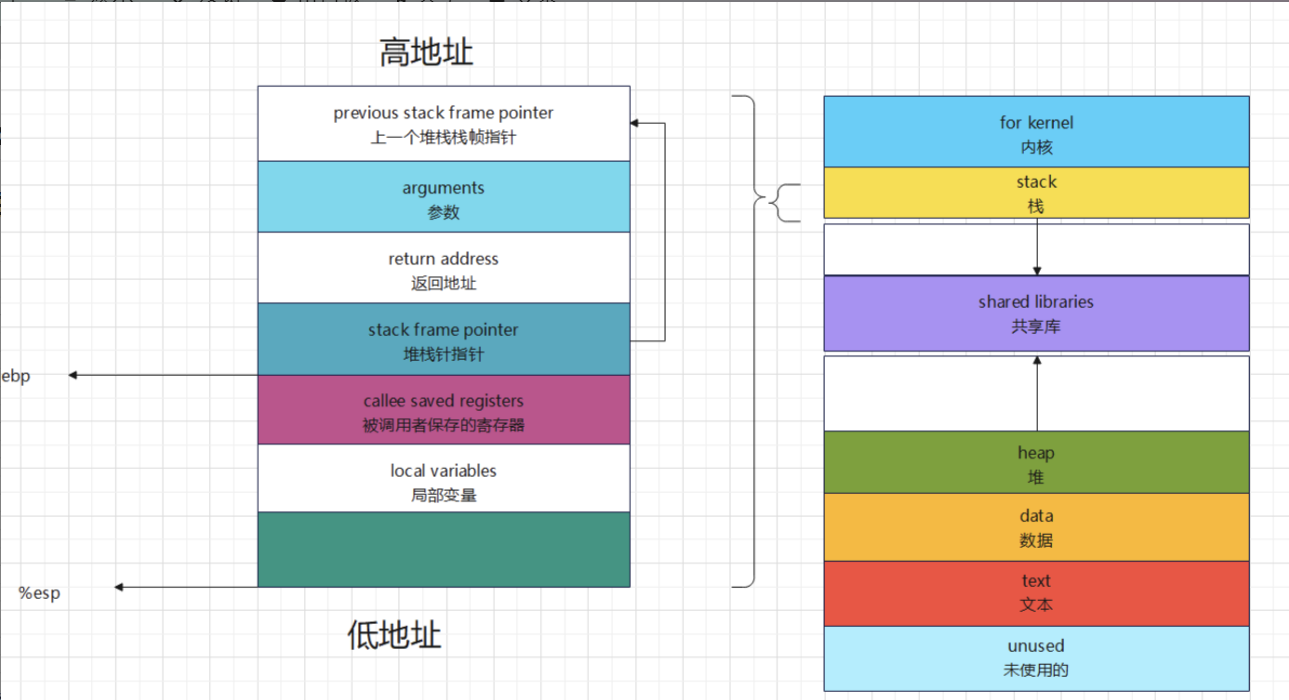 高地址
previous stack frame pointer
上一个堆栈栈帧指针
arguments
参数
return address
返回地址
stack frame pointer
堆栈针指针
ebp
callee saved registers
被调用者保存的寄存器
local variables
局部变量
%esp
低地址
for kernel
内核
stack
栈
shared libraries
共享库
heap
堆
data
数据
text
文本
unused
未使用的